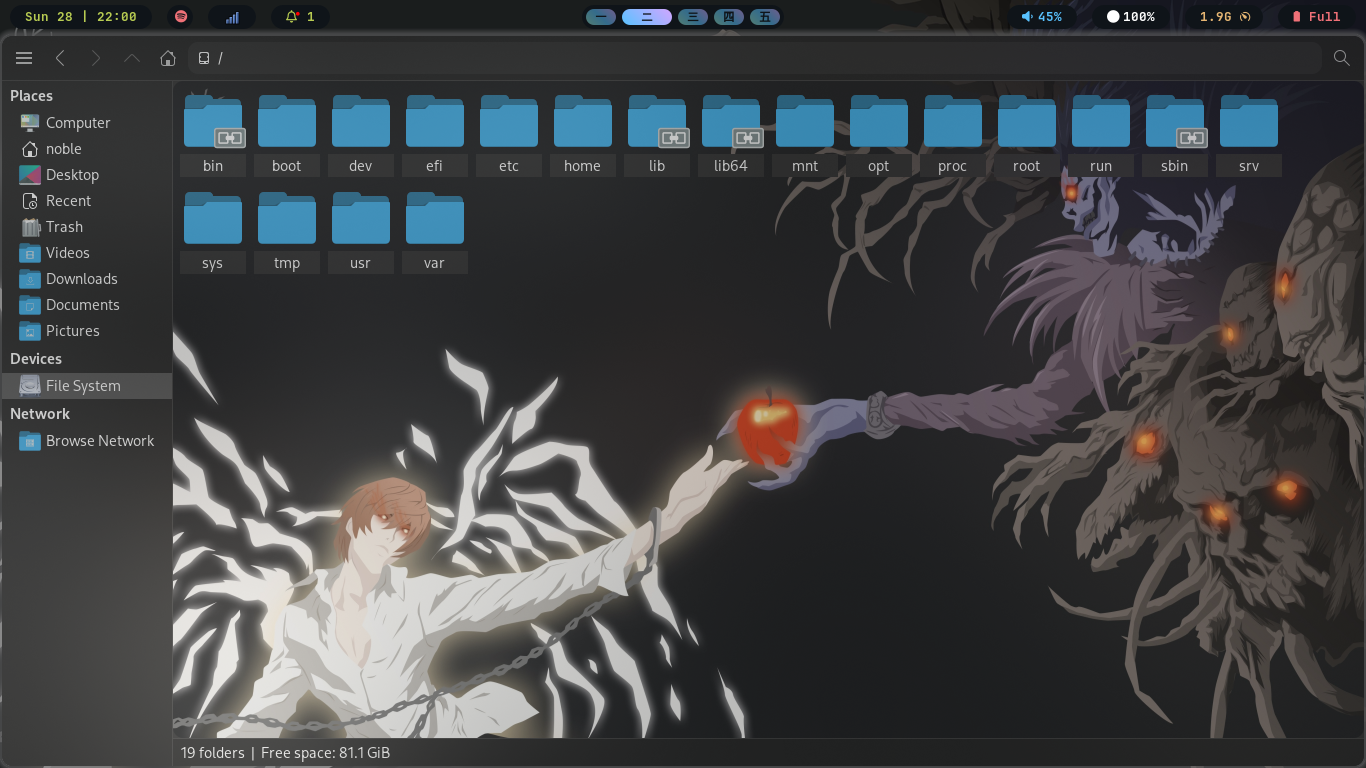 Sun 28 | 22:00
1
一 二 三 四 五
45%
100%
1.9G
Full
/
Places
Computer
noble
Desktop
Recent
Trash
Videos
Downloads
Documents
Pictures
Devices
File System
Network
Browse Network
bin boot dev efi etc home lib lib64 mnt opt proc root run sbin srv
sys tmp usr var
19 folders | Free space: 81.1 GiB